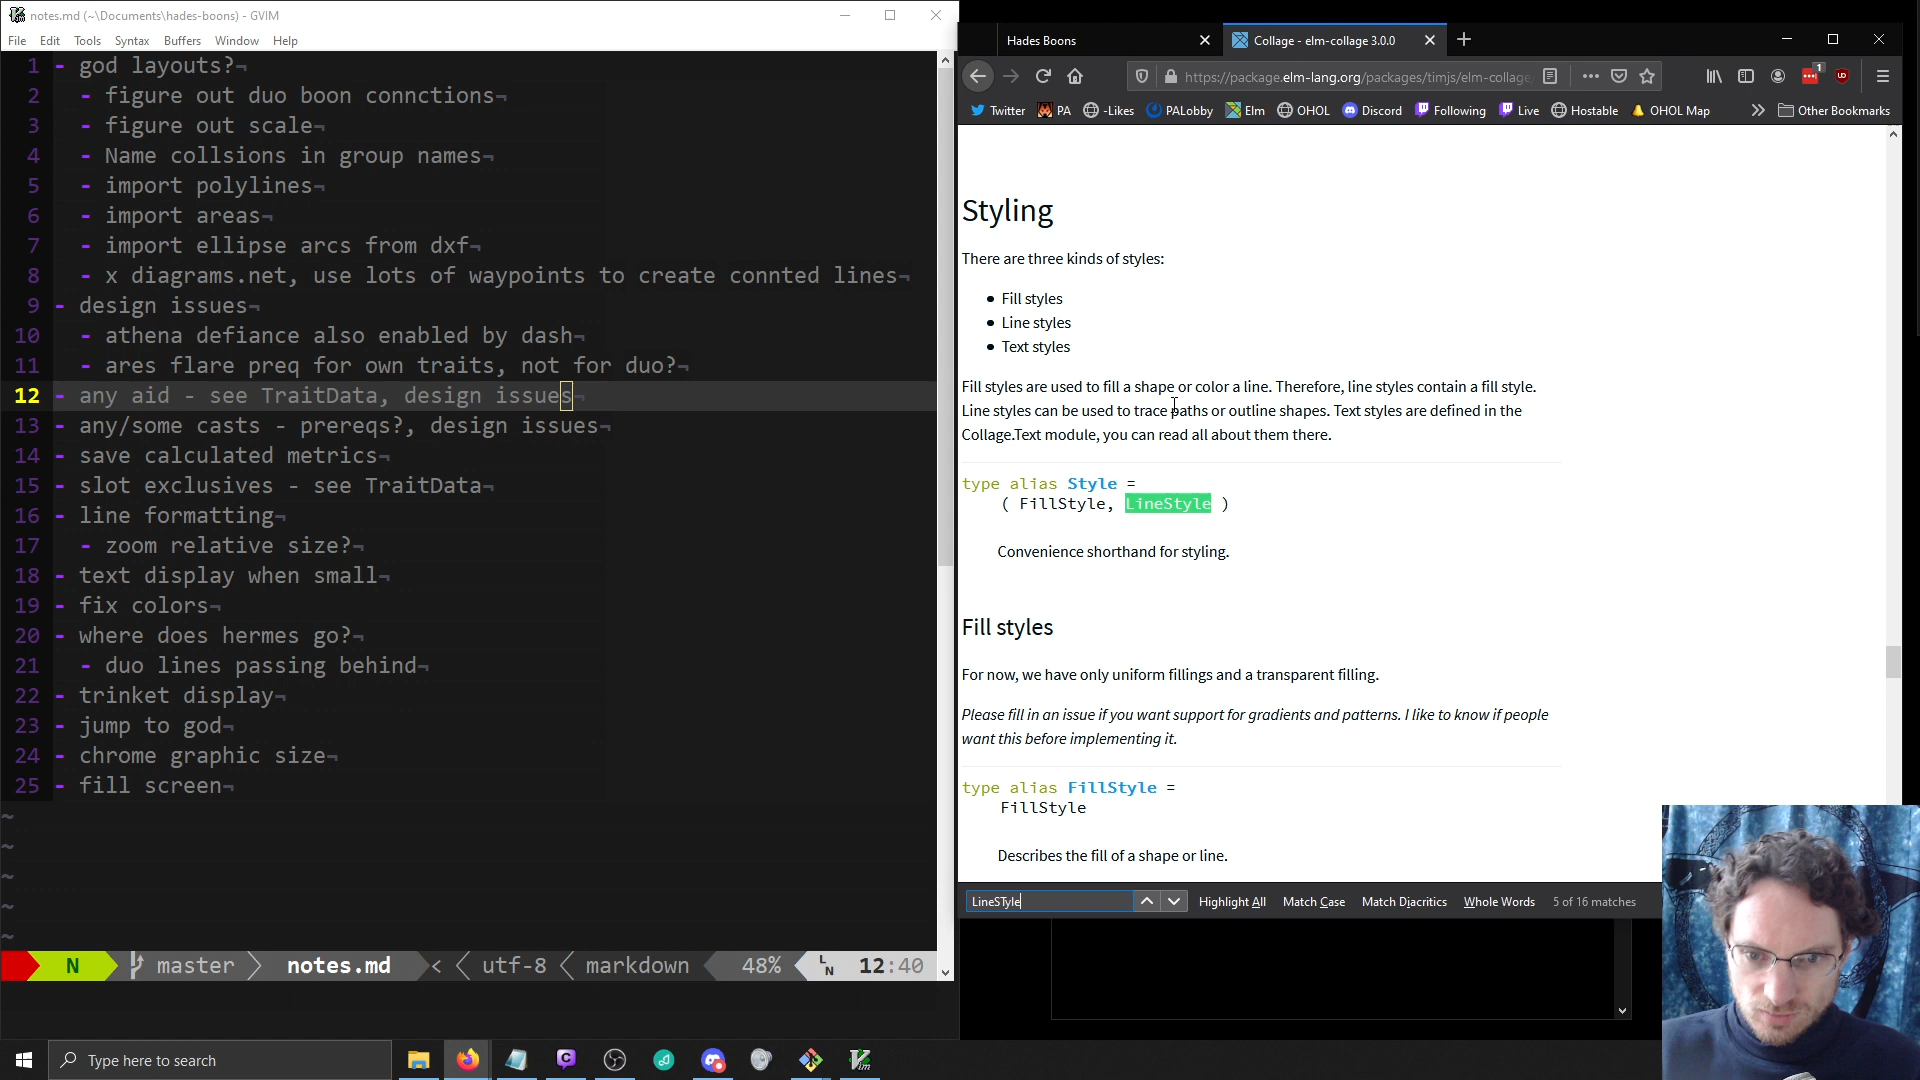 notes.md (~\Documents\hades-boons) - GVIM
File Edit Tools Syntax Buffers Window Help
1 - god layouts?¬
2 - figure out duo boon connctions¬
3 - figure out scale¬
4 - Name collsions in group names¬
5 - import polylines¬
6 - import areas¬
7 - import ellipse arcs from dxf¬
8 - x diagrams.net, use lots of waypoints to create connted lines¬
9 - design issues¬
10 - athena defiance also enabled by dash¬
11 - ares flare preq for own traits, not for duo?¬
12 - any aid - see TraitData, design issues¬
13 - any/some casts - prereqs?, design issues¬
14 - save calculated metrics¬
15 - slot exclusives - see TraitData¬
16 - line formatting¬
17 - zoom relative size?¬
18 - text display when small¬
19 - fix colors¬
20 - where does hermes go?¬
21 - duo lines passing behind¬
22 - trinket display¬
23 - jump to god¬
24 - chrome graphic size¬
25 - fill screen¬
~
~
~
~
~
N master notes.md < utf-8 markdown 48% LN 12:40
Hades Boons
Collage - elm-collage 3.0.0
https://package.elm-lang.org/packages/timjs/elm-collage
1
Twitter PA -Likes PALobby Elm OHOL Discord Following Live Hostable OHOL Map Other Bookmarks
Styling
There are three kinds of styles:
• Fill styles
• Line styles
• Text styles
Fill styles are used to fill a shape or color a line. Therefore, line styles contain a fill style.
Line styles can be used to trace paths or outline shapes. Text styles are defined in the
Collage.Text module, you can read all about them there.
type alias Style =
( FillStyle, LineStyle )
Convenience shorthand for styling.
Fill styles
For now, we have only uniform fillings and a transparent filling.
Please fill in an issue if you want support for gradients and patterns. I like to know if people
want this before implementing it.
type alias FillStyle =
FillStyle
Describes the fill of a shape or line.
LineSTyle Highlight All Match Case Match Diacritics Whole Words 5 of 16 matches
Type here to search